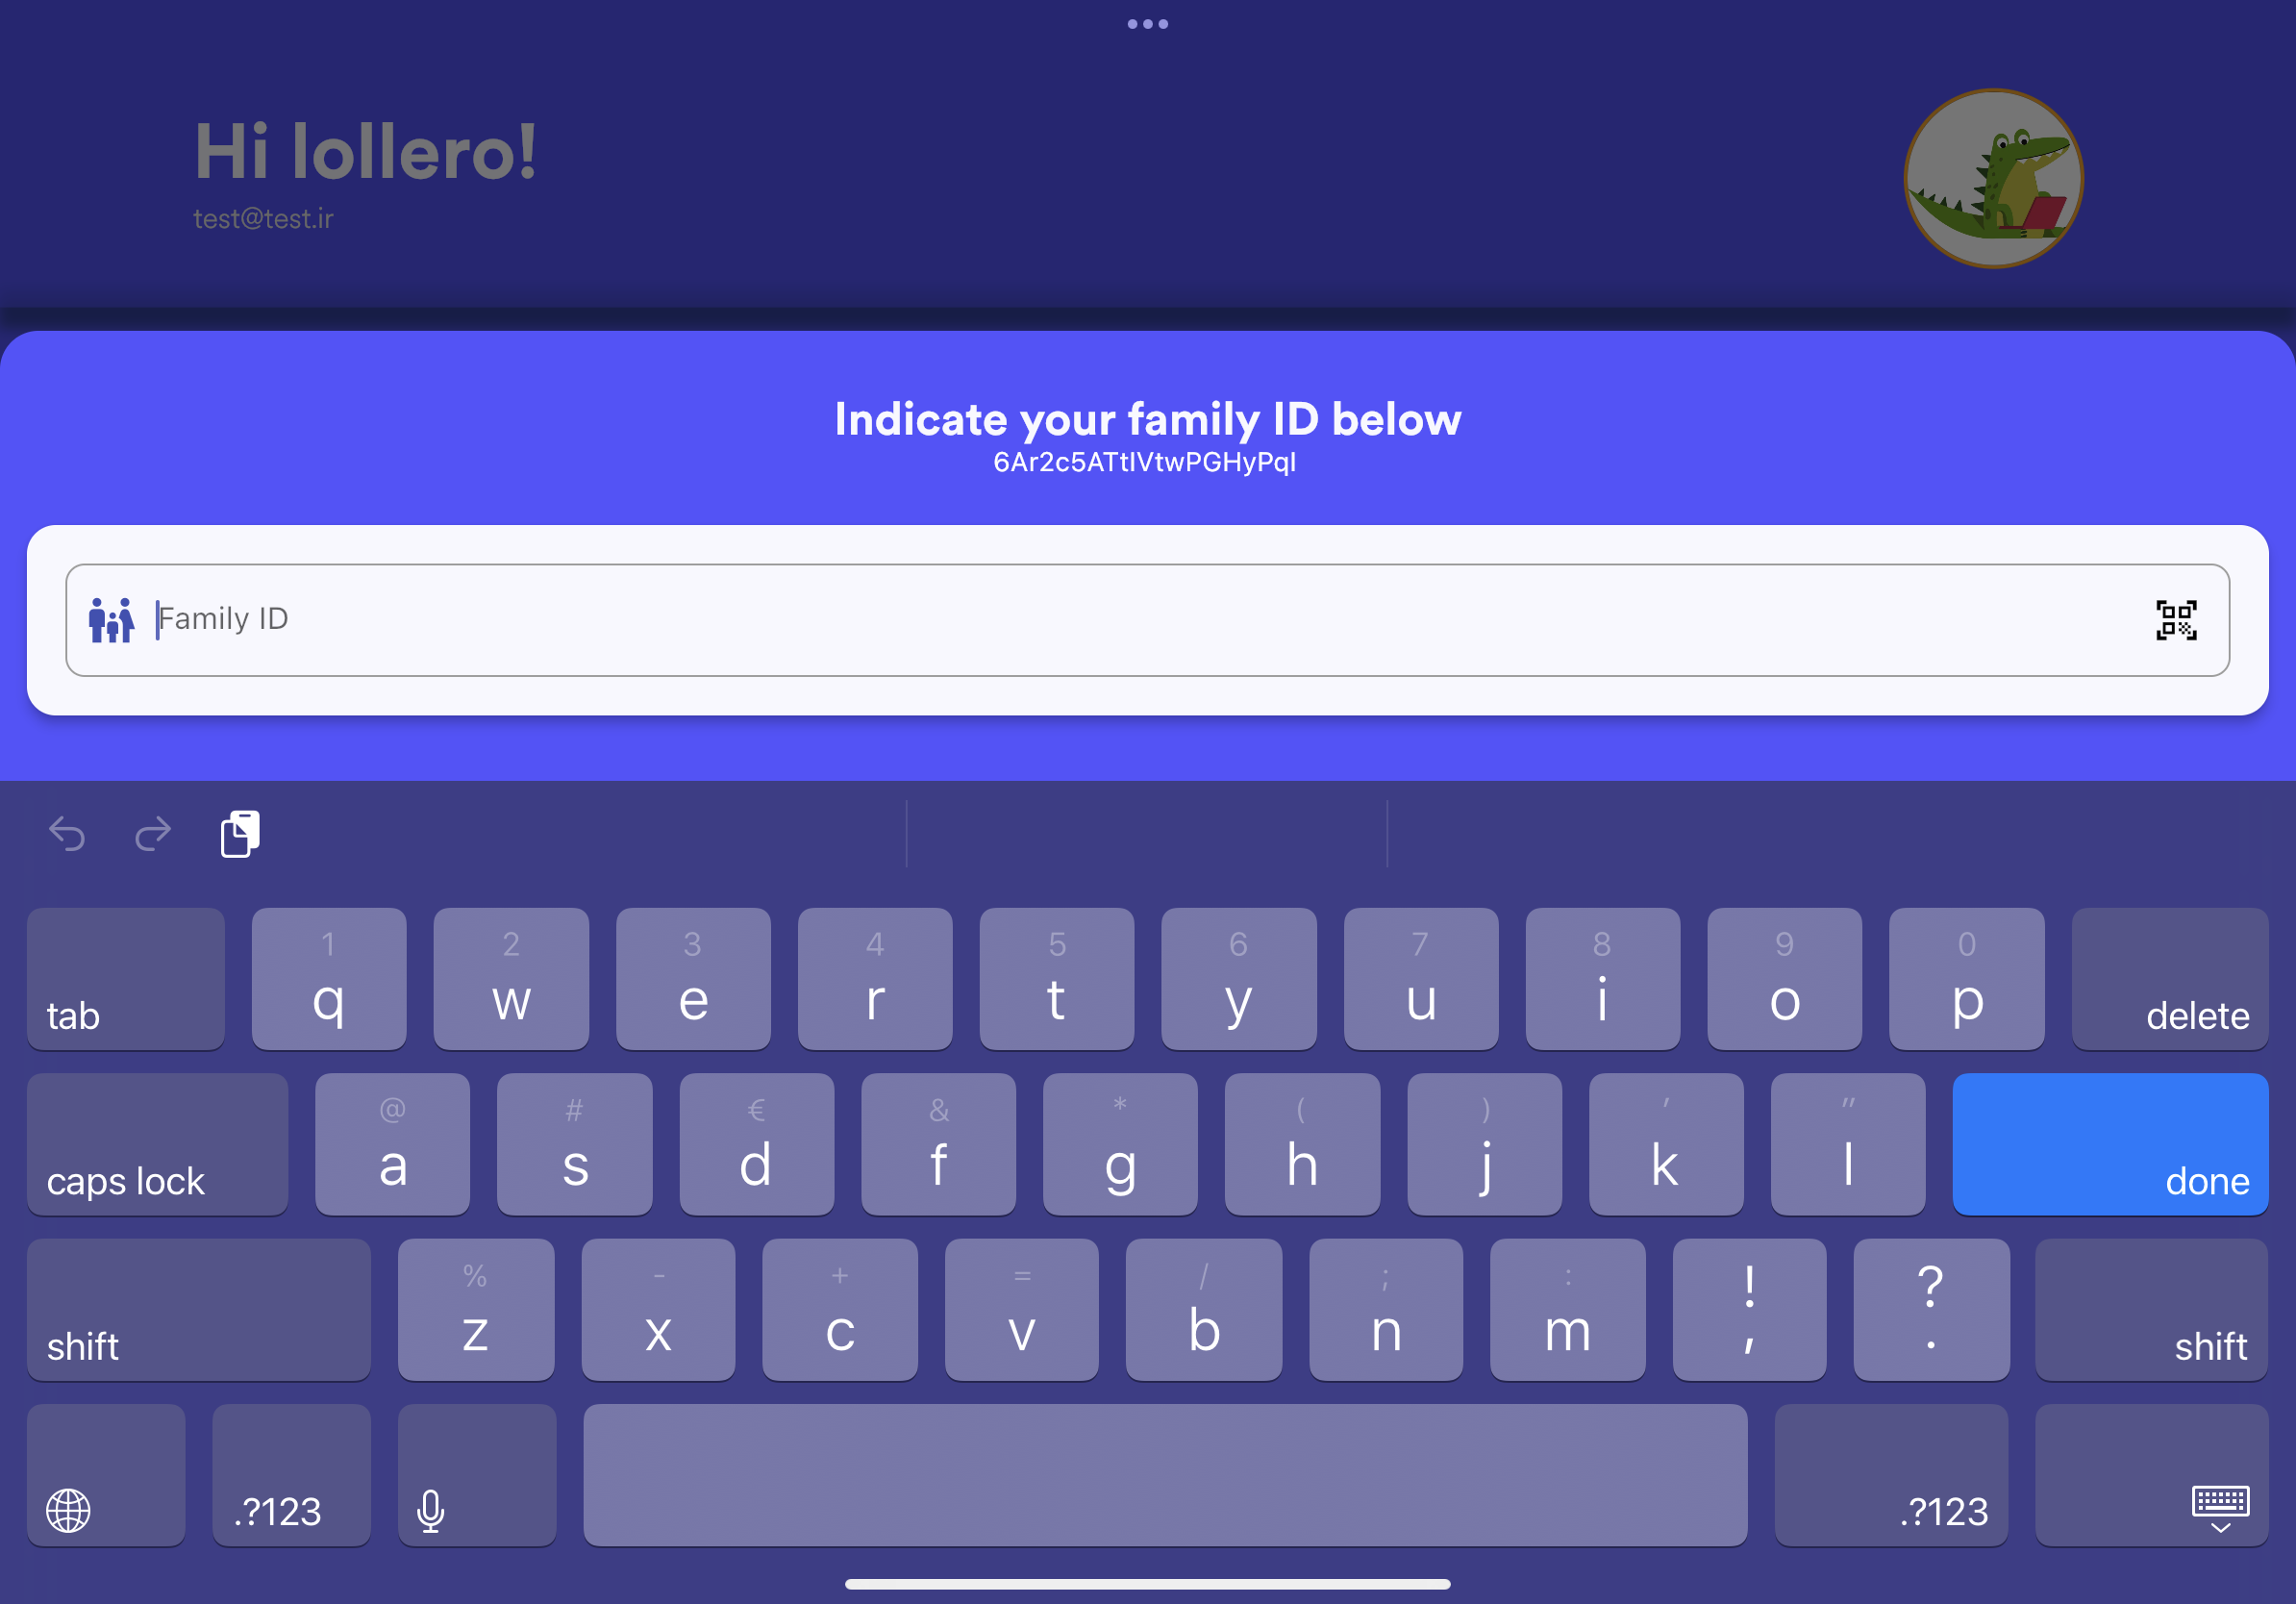 Hi lollero!
test@test.ir
Indicate your family ID below
6Ar2c5ATtIVtwPGHyPqI
Family ID
1 2 3 4 5 6 7 8 9 0
tab q w e r t y u i o p delete
@ # € & * ( ) ' "
caps lock a s d f g h j k l done
% - + = / ; : ! ?
shift z x c v b n m , . shift
.?123 .?123